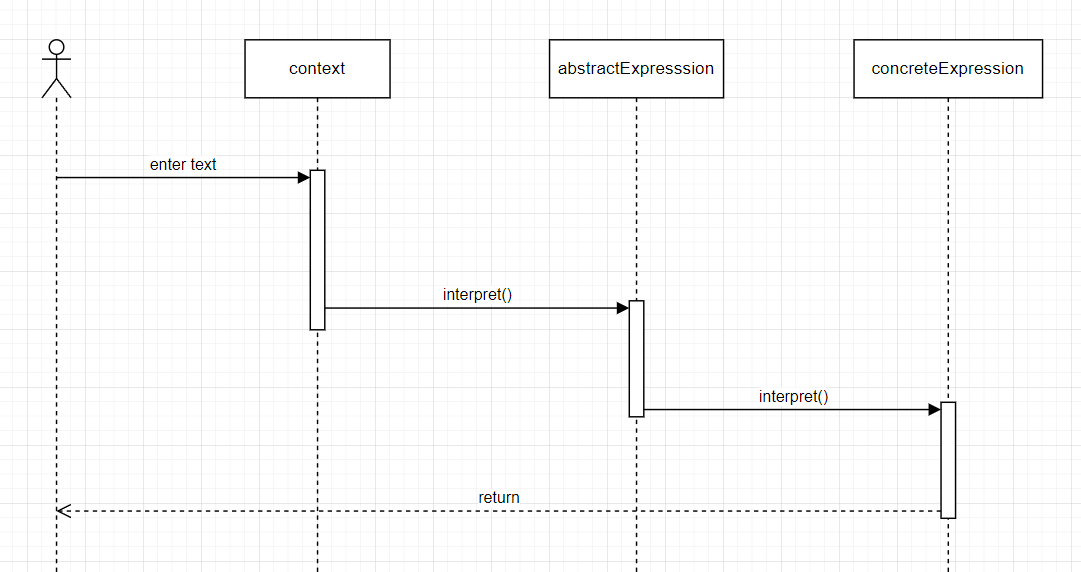 context
abstractExpresssion
concreteExpression
enter text
interpret()
interpret()
return